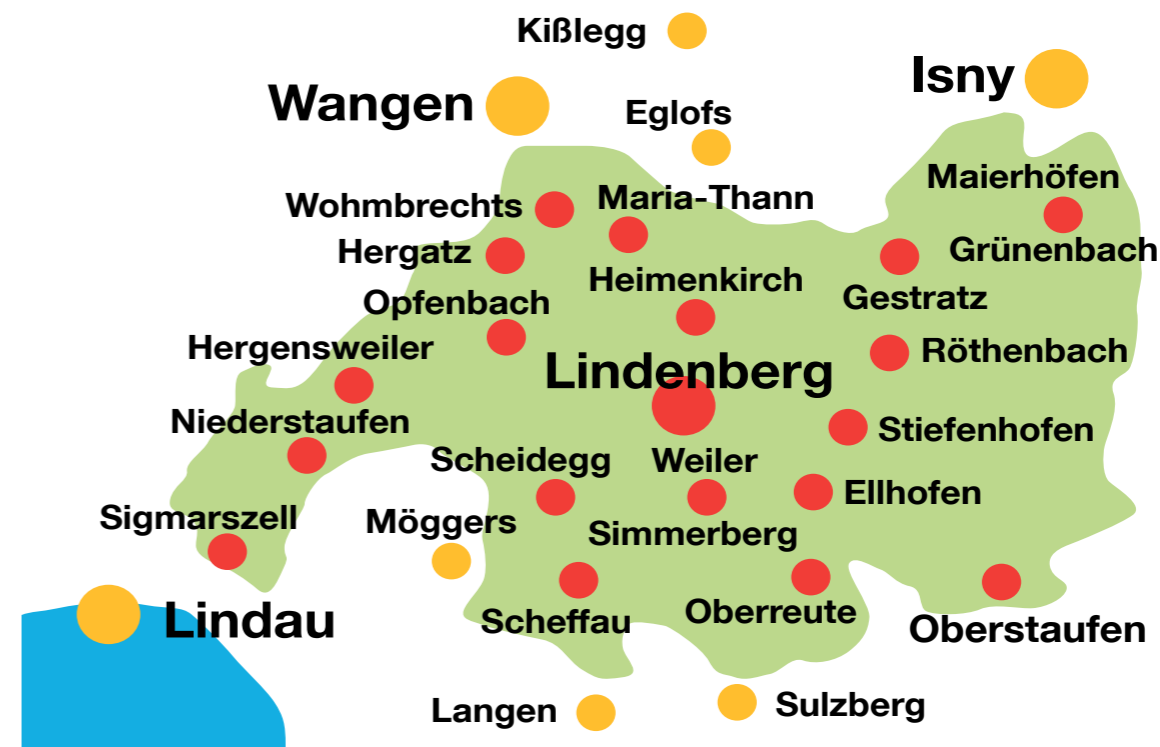 Kißlegg
Isny
Wangen
Eglofs
Maierhöfen
Wohmbrechts
Maria-Thann
Hergatz
Grünenbach
Heimenkirch
Gestratz
Opfenbach
Hergensweiler
Röthenbach
Lindenberg
Niederstaufen
Stiefenhofen
Scheidegg
Weiler
Ellhofen
Sigmarszell
Möggers
Simmerberg
Oberreute
Scheffau
Lindau
Oberstaufen
Langen
Sulzberg